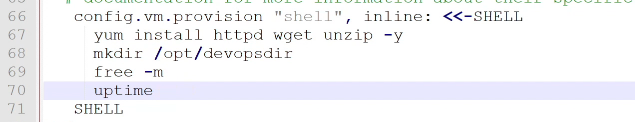 # documentation for more information about their specific
66 config.vm.provision "shell", inline: <<-SHELL
67 yum install httpd wget unzip -y
68 mkdir /opt/devopsdir
69 free -m
70 uptime
71 SHELL